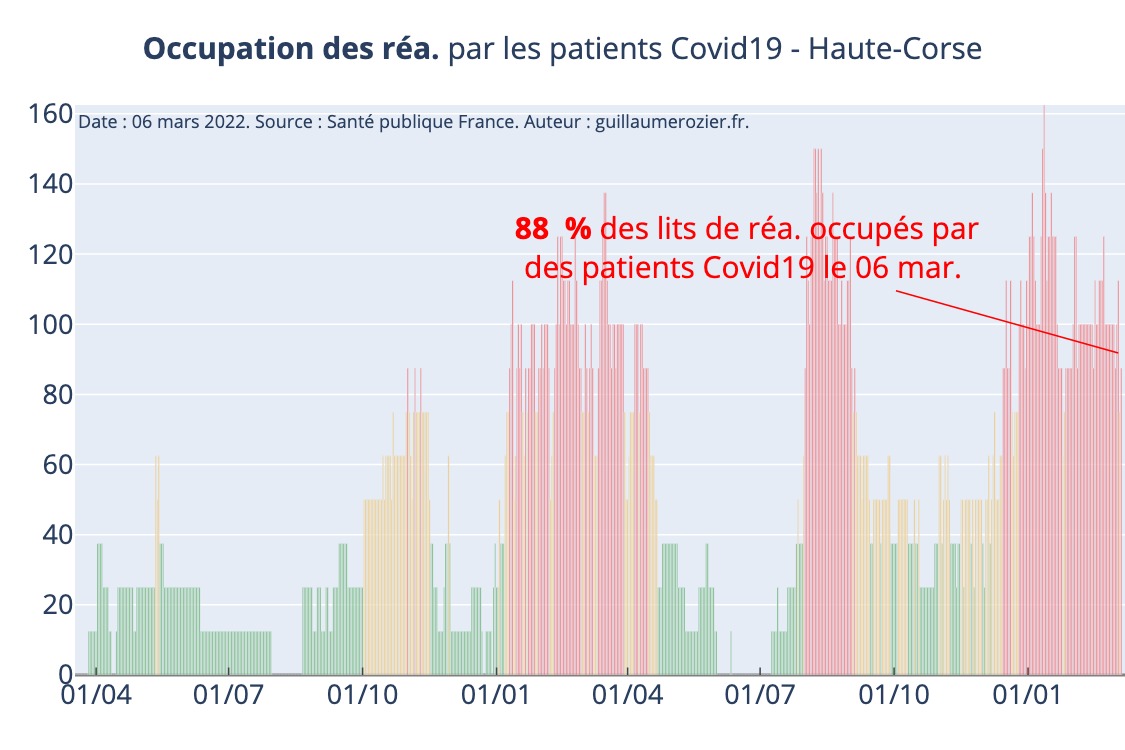 Occupation des réa. par les patients Covid19 - Haute-Corse
160
Date : 06 mars 2022. Source : Santé publique France. Auteur : guillaumerozier.fr.
140
88 % des lits de réa. occupés par
120
des patients Covid19 le 06 mar.
100
80
60
40
20
0
01/04 01/07 01/10 01/01 01/04 01/07 01/10 01/01